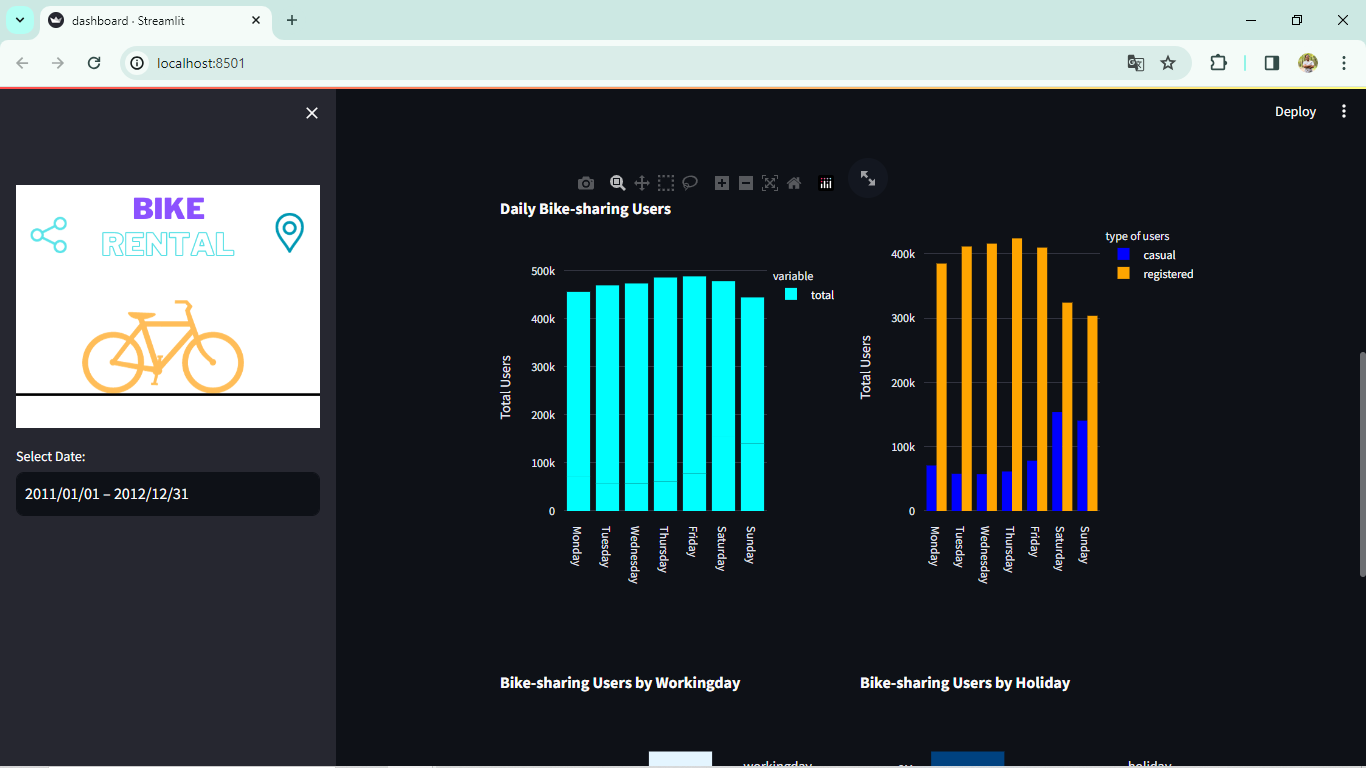 dashboard · Streamlit
localhost:8501
Deploy
BIKE
RENTAL
Select Date:
2011/01/01 – 2012/12/31
Daily Bike-sharing Users
Total Users
500k
400k
300k
200k
100k
0
Monday
Tuesday
Wednesday
Thursday
Friday
Saturday
Sunday
variable
total
Total Users
400k
300k
200k
100k
0
Monday
Tuesday
Wednesday
Thursday
Friday
Saturday
Sunday
type of users
casual
registered
Bike-sharing Users by Workingday
Bike-sharing Users by Holiday
workingday
holiday